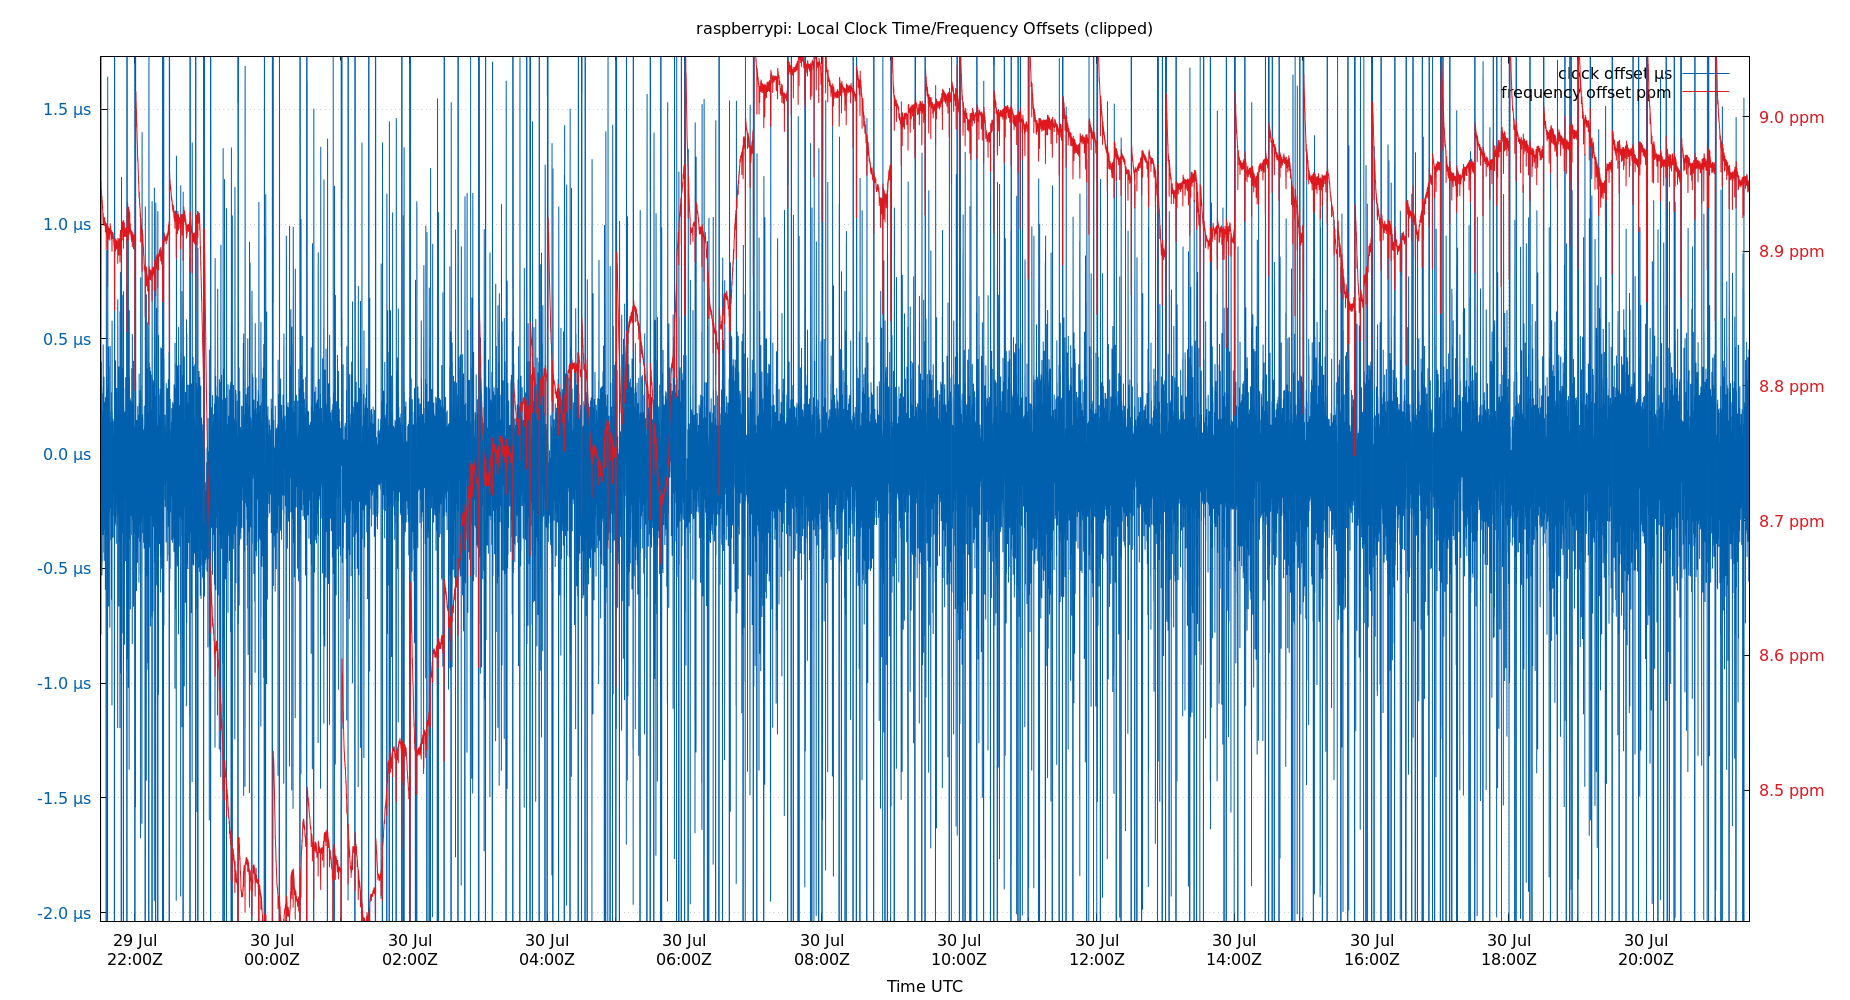 raspberrypi: Local Clock Time/Frequency Offsets (clipped)
clock offset µs
frequency offset ppm
1.5 µs
1.0 µs
0.5 µs
0.0 µs
-0.5 µs
-1.0 µs
-1.5 µs
-2.0 µs
9.0 ppm
8.9 ppm
8.8 ppm
8.7 ppm
8.6 ppm
8.5 ppm
29 Jul 30 Jul 30 Jul 30 Jul 30 Jul 30 Jul 30 Jul 30 Jul 30 Jul 30 Jul 30 Jul 30 Jul
22:00Z 00:00Z 02:00Z 04:00Z 06:00Z 08:00Z 10:00Z 12:00Z 14:00Z 16:00Z 18:00Z 20:00Z
Time UTC